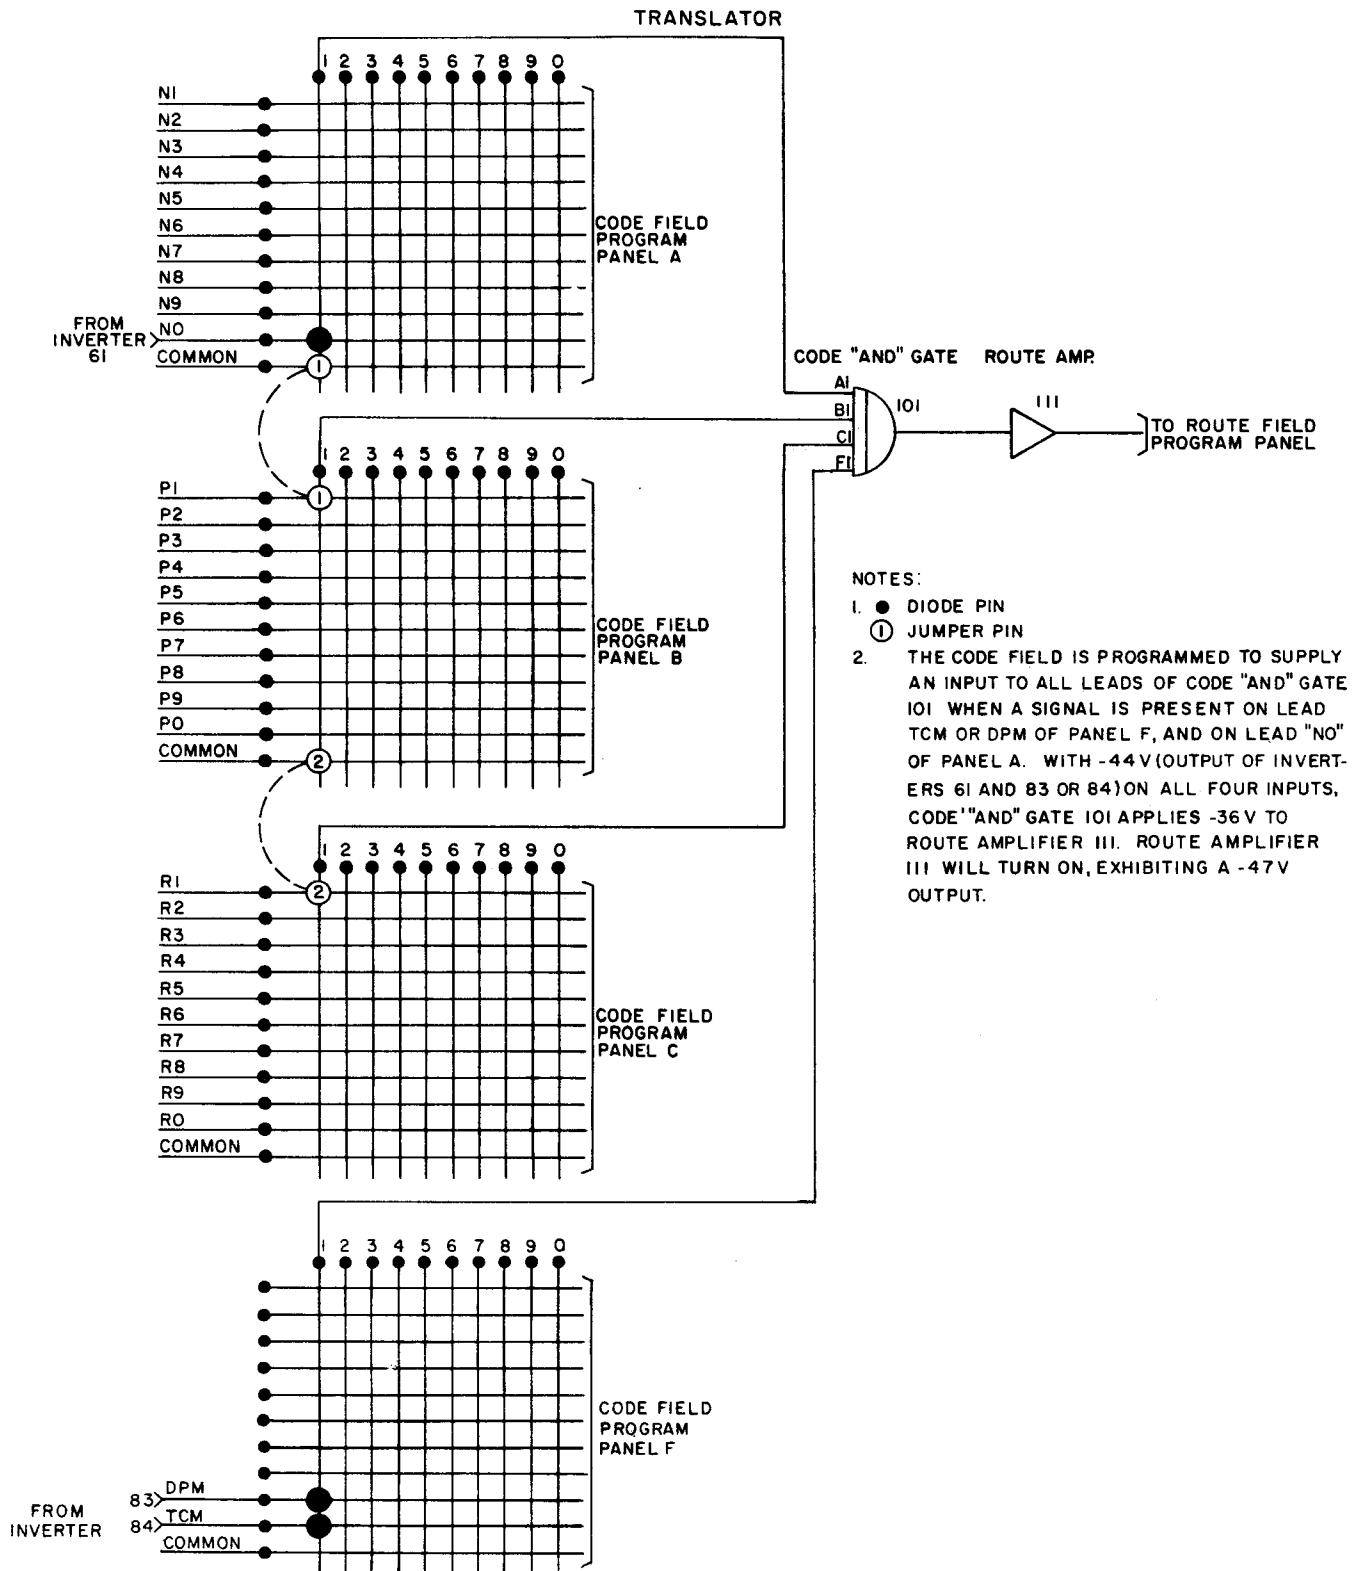 TRANSLATOR
1 2 3 4 5 6 7 8 9 0
N1
N2
N3
N4
N5
N6
N7
N8
N9
NO
COMMON
FROM
INVERTER
61
CODE FIELD
PROGRAM
PANEL A
1
CODE "AND" GATE
ROUTE AMP.
A1
B1
C1
F1
101
111
TO ROUTE FIELD
PROGRAM PANEL
1 2 3 4 5 6 7 8 9 0
P1
P2
P3
P4
P5
P6
P7
P8
P9
PO
COMMON
1
2
CODE FIELD
PROGRAM
PANEL B
NOTES:
1. ● DIODE PIN
① JUMPER PIN
2. THE CODE FIELD IS PROGRAMMED TO SUPPLY
AN INPUT TO ALL LEADS OF CODE "AND" GATE
101 WHEN A SIGNAL IS PRESENT ON LEAD
TCM OR DPM OF PANEL F, AND ON LEAD "NO"
OF PANEL A. WITH -44V (OUTPUT OF INVERT-
ERS 61 AND 83 OR 84) ON ALL FOUR INPUTS,
CODE "AND" GATE 101 APPLIES -36V TO
ROUTE AMPLIFIER 111. ROUTE AMPLIFIER
111 WILL TURN ON, EXHIBITING A -47V
OUTPUT.
1 2 3 4 5 6 7 8 9 0
R1
R2
R3
R4
R5
R6
R7
R8
R9
RO
COMMON
2
CODE FIELD
PROGRAM
PANEL C
1 2 3 4 5 6 7 8 9 0
CODE FIELD
PROGRAM
PANEL F
FROM
INVERTER
83 DPM
84 TCM
COMMON